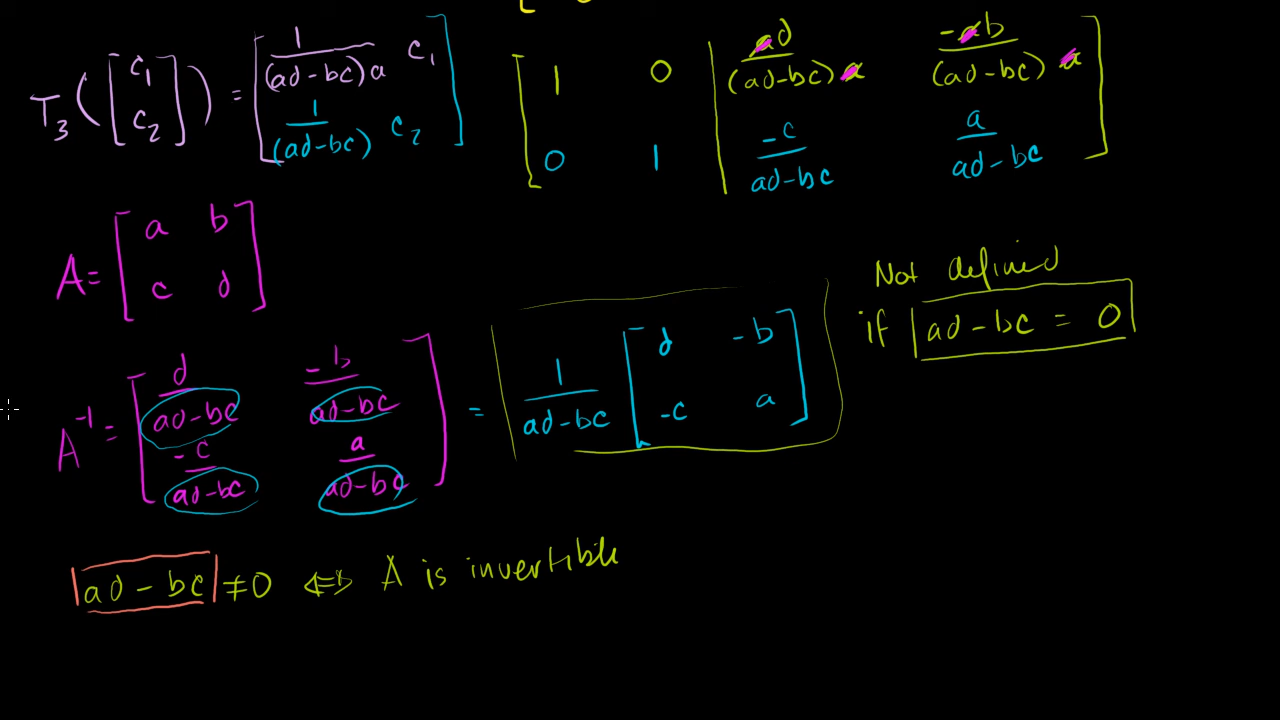 T₃([c₁ c₂]) = [1/((ad-bc)a) c₁
1/(ad-bc) c₂]
[1 0 | ad/((ad-bc)a) -ab/((ad-bc)a)
0 1 | -c/(ad-bc) a/(ad-bc)]
A = [a b
c d]
Not defined
if ad-bc = 0
A⁻¹ = [d/(ad-bc) -b/(ad-bc)
-c/(ad-bc) a/(ad-bc)]
= 1/(ad-bc) [d -b
-c a]
ad-bc ≠ 0 ⇔ A is invertible